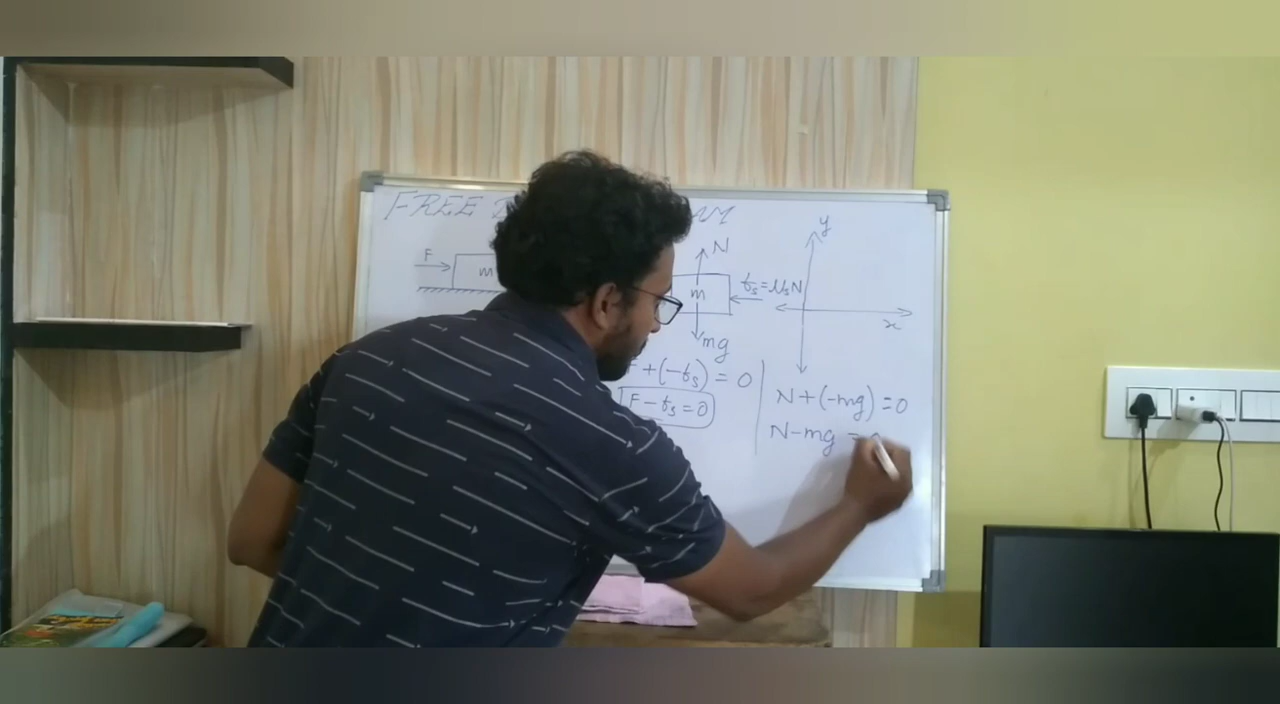 FREE
F
m
N
m
fs = μsN
mg
y
x
+(-fs) = 0
F - fs = 0
N + (-mg) = 0
N - mg =